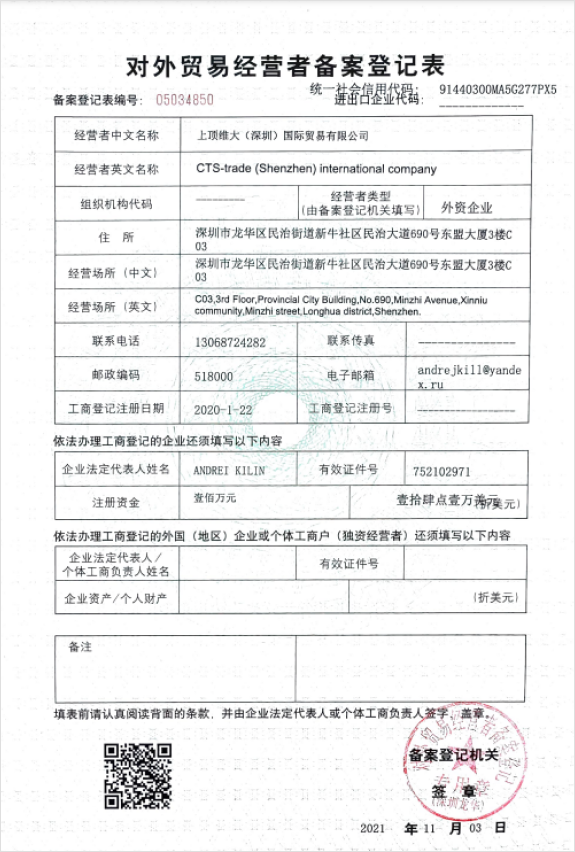 对外贸易经营者备案登记表
统一社会信用代码: 91440300MA5G277PX5
备案登记表编号: 05034850
进出口企业代码: -------------
经营者中文名称 上顶维大（深圳）国际贸易有限公司
经营者英文名称 CTS-trade (Shenzhen) international company
组织机构代码 ---------
经营者类型
(由备案登记机关填写) 外资企业
住 所 深圳市龙华区民治街道新牛社区民治大道690号东盟大厦3楼C
03
经营场所（中文） 深圳市龙华区民治街道新牛社区民治大道690号东盟大厦3楼C
03
经营场所（英文） C03,3rd Floor,Provincial City Building,No.690,Minzhi Avenue,Xinniu
community,Minzhi street,Longhua district,Shenzhen.
联系电话 13068724282 联系传真 ---------------
邮政编码 518000 电子邮箱 andrejkill@yande
x.ru
工商登记注册日期 2020-1-22 工商登记注册号 ---------------
依法办理工商登记的企业还须填写以下内容
企业法定代表人姓名 ANDREI KILIN 有效证件号 752102971
注册资金 壹佰万元 壹拾肆点壹万美元(折美元)
依法办理工商登记的外国（地区）企业或个体工商户（独资经营者）还须填写以下内容
企业法定代表人/
个体工商负责人姓名 有效证件号
企业资产/个人财产 (折美元)
备注
填表前请认真阅读背面的条款，并由企业法定代表人或个体工商负责人签字、盖章。
对外贸易经营者备案登记
备案登记机关
专用章
签 章
(深圳龙华)
2021 年 11 月 03 日